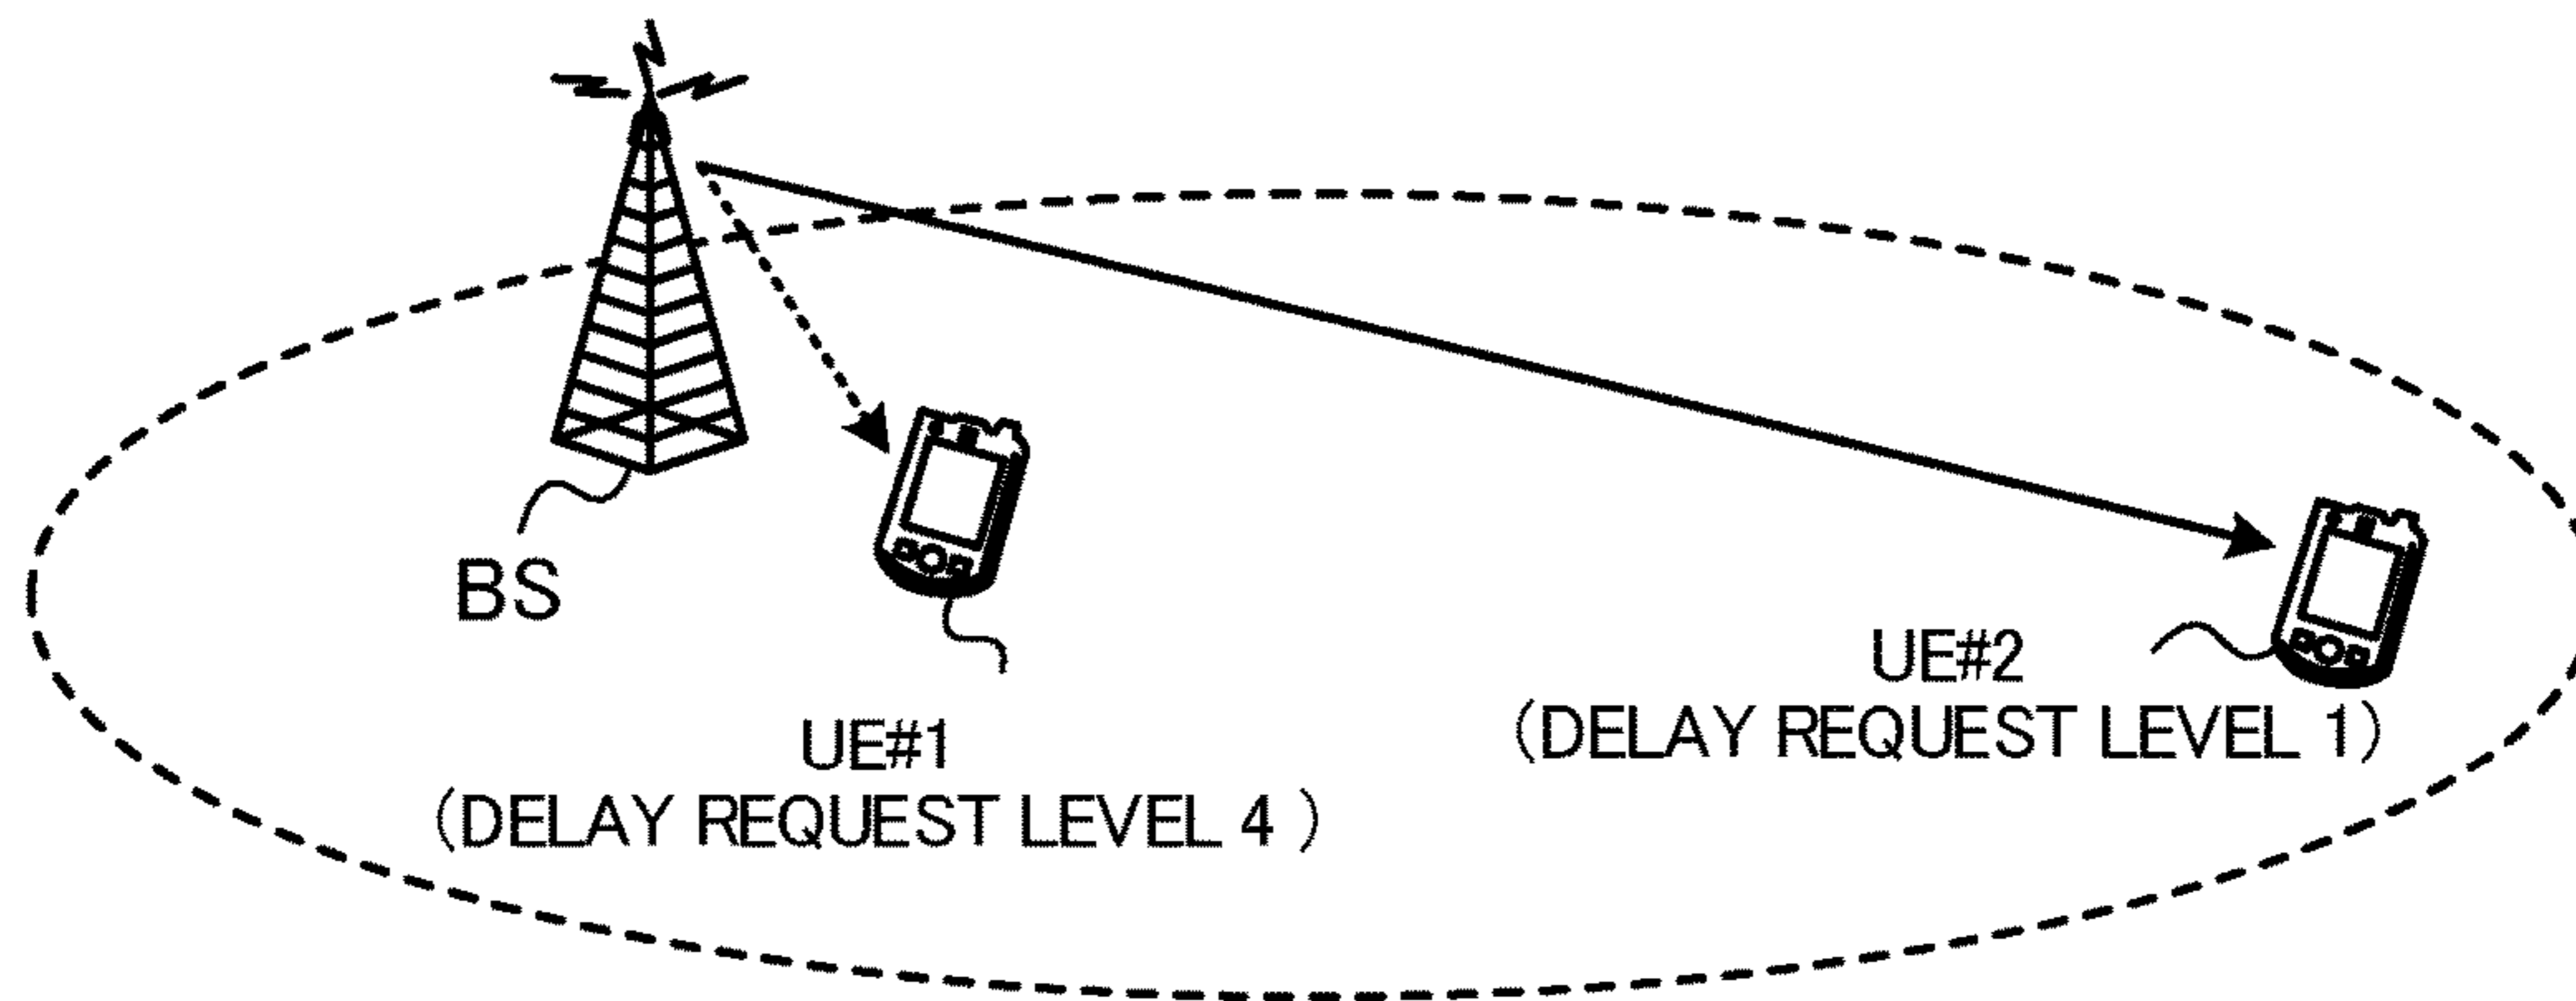 BS
UE#1
(DELAY REQUEST LEVEL 4 )
UE#2
(DELAY REQUEST LEVEL 1)